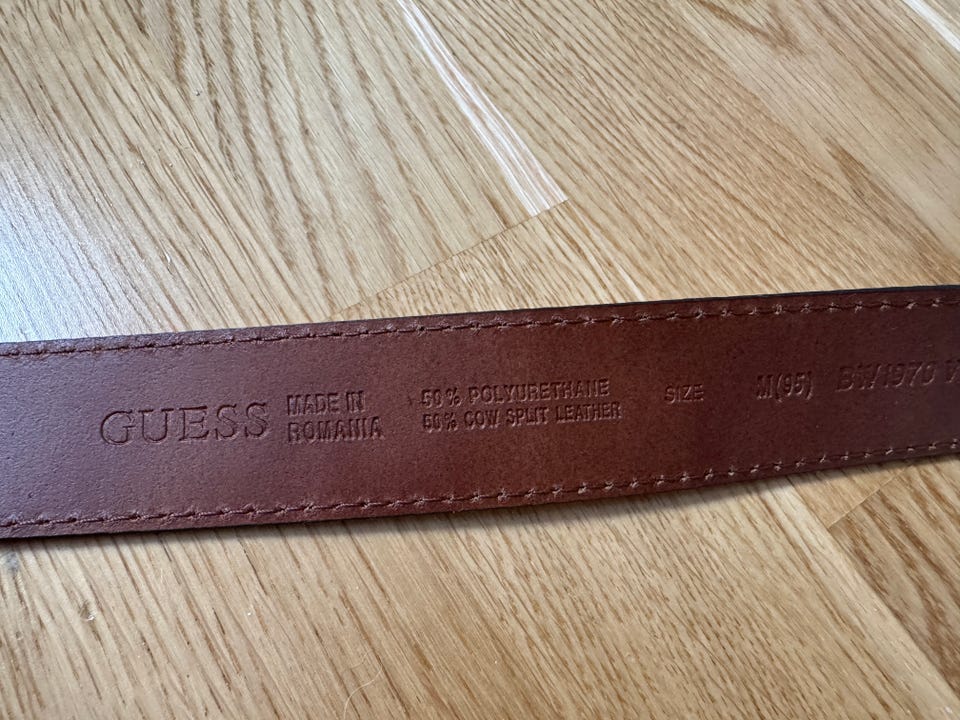 GUESS
MADE IN
ROMANIA
50% POLYURETHANE
50% COW SPLIT LEATHER
SIZE
M(95)